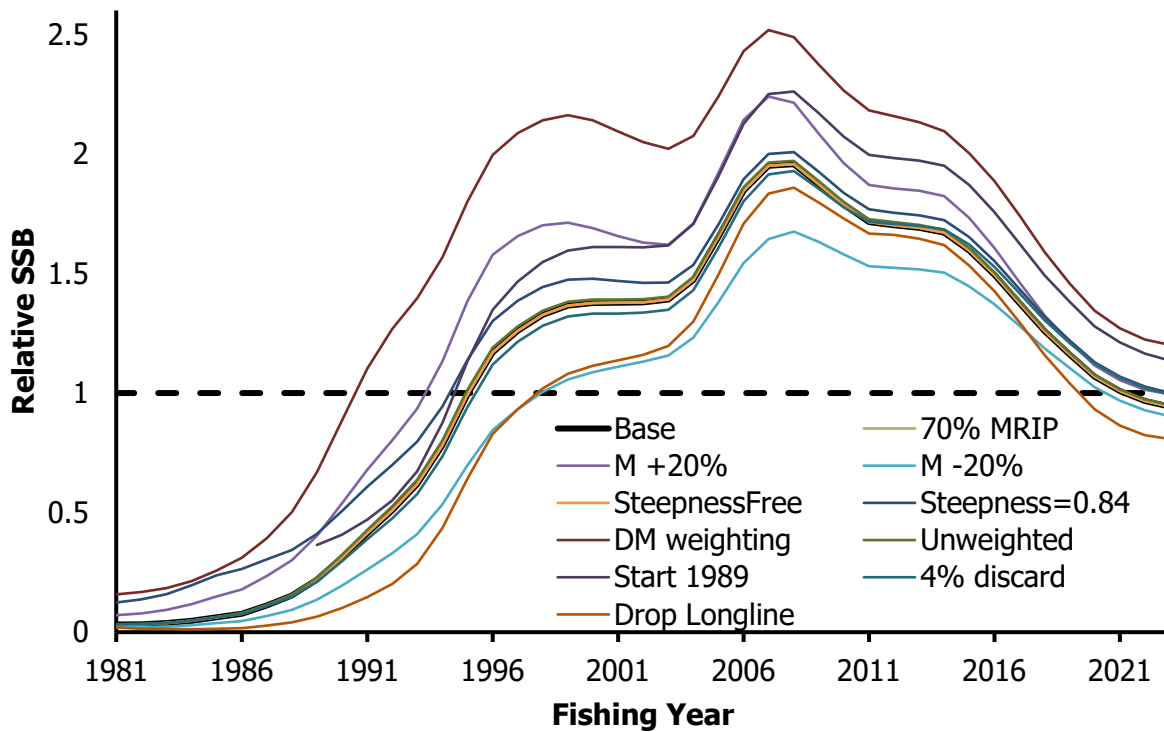 2.5
2
1.5
1
0.5
0
Relative SSB
Base
70% MRIP
M +20%
M -20%
SteepnessFree
Steepness=0.84
DM weighting
Unweighted
Start 1989
4% discard
Drop Longline
1981 1986 1991 1996 2001 2006 2011 2016 2021
Fishing Year